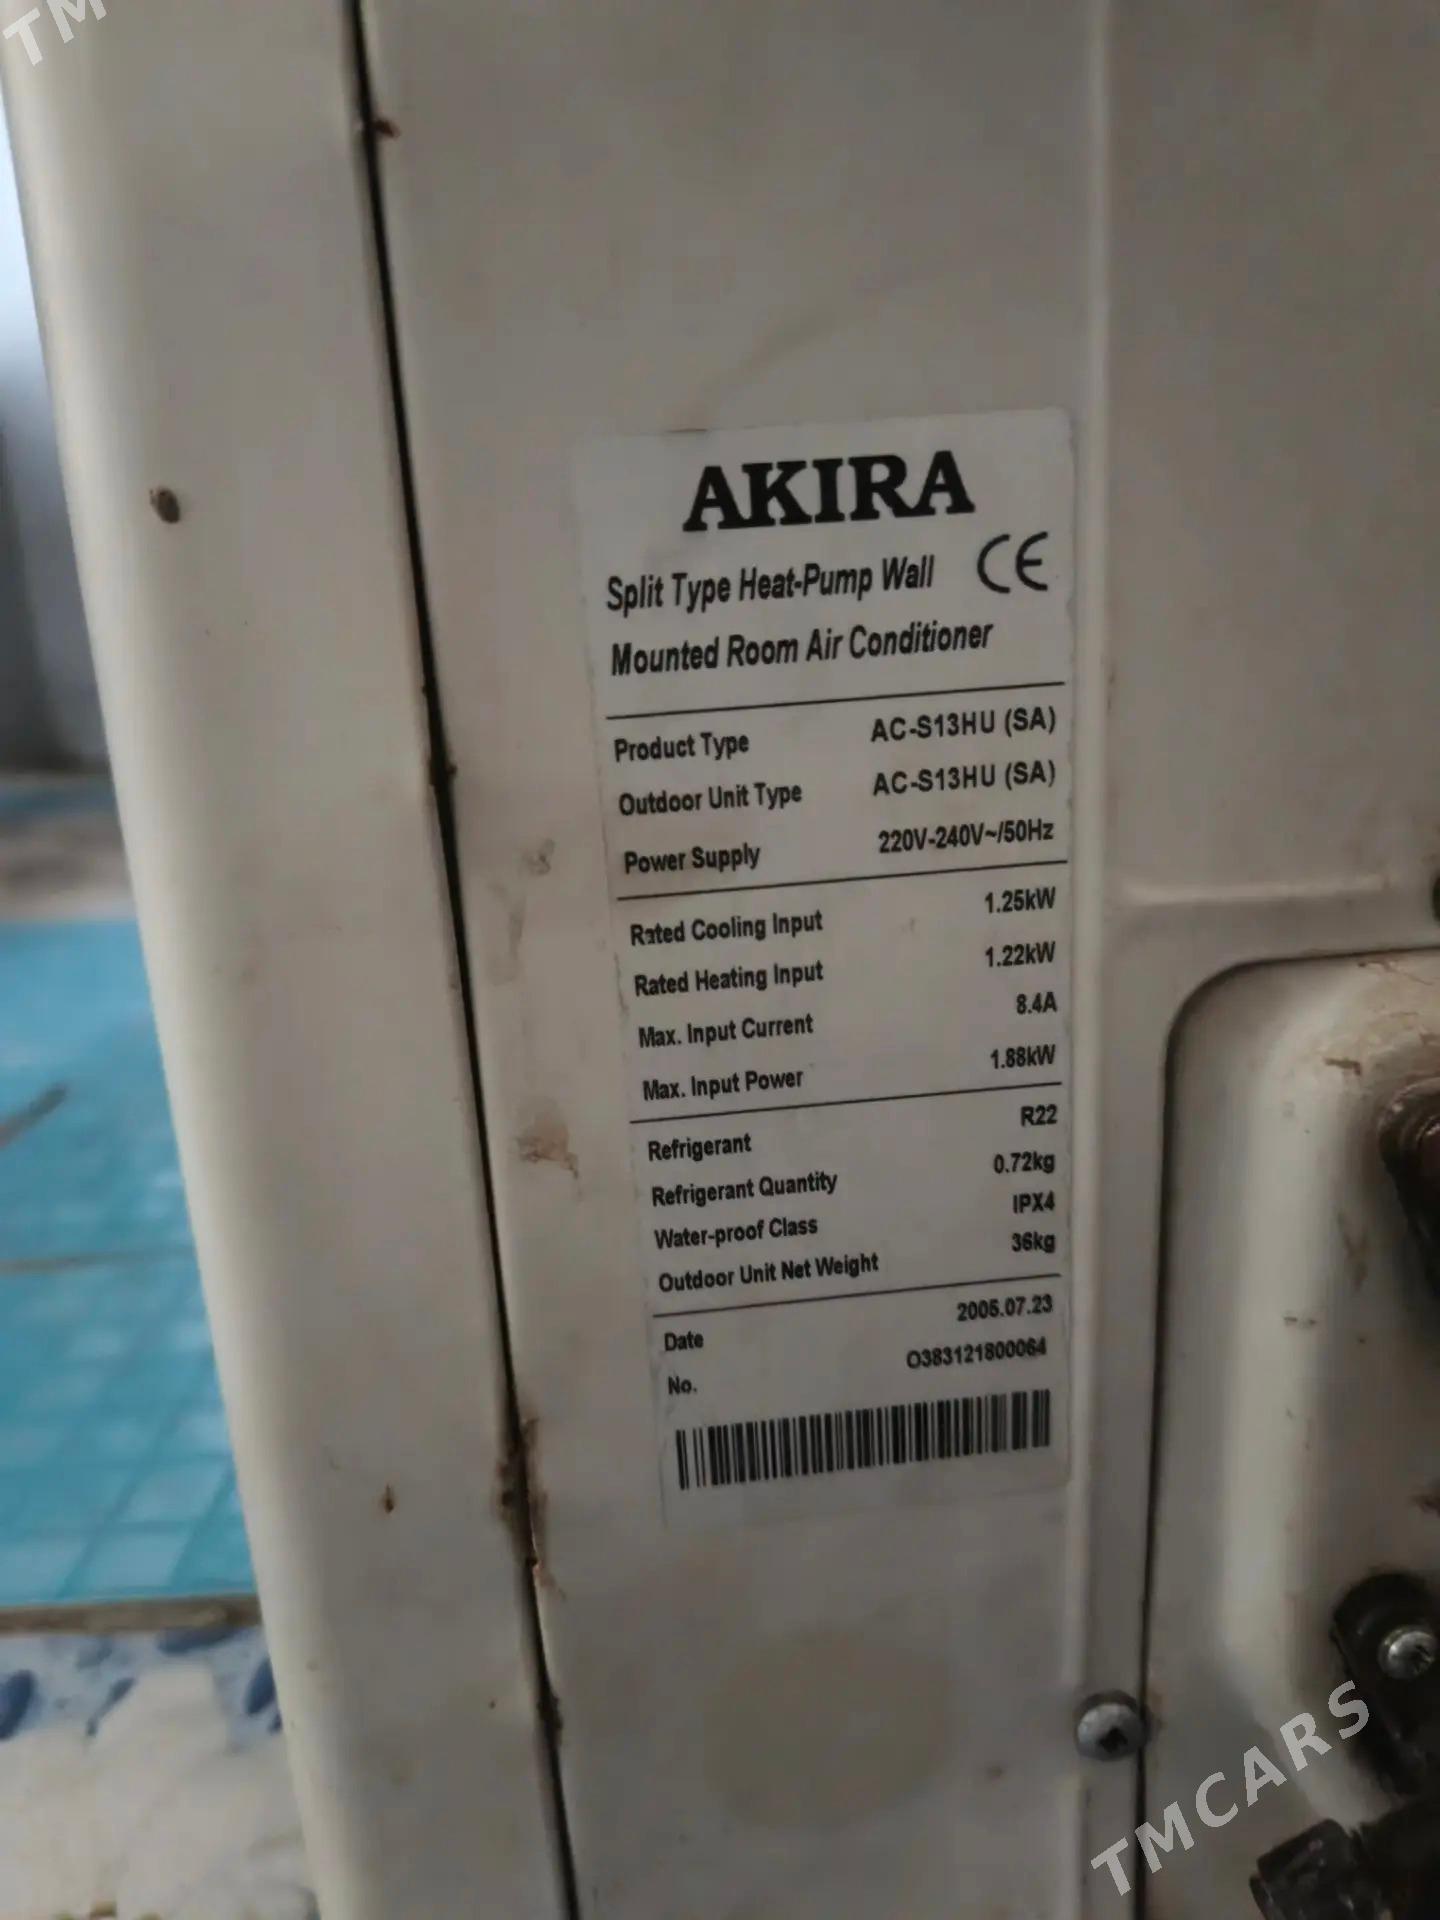 TM
AKIRA
Split Type Heat-Pump Wall CE
Mounted Room Air Conditioner
Product Type AC-S13HU (SA)
Outdoor Unit Type AC-S13HU (SA)
Power Supply 220V-240V~/50Hz
Rated Cooling Input 1.25kW
Rated Heating Input 1.22kW
Max. Input Current 8.4A
Max. Input Power 1.88kW
Refrigerant R22
Refrigerant Quantity 0.72kg
Water-proof Class IPX4
Outdoor Unit Net Weight 36kg
Date 2005.07.23
No. O383121800064
TMCARS